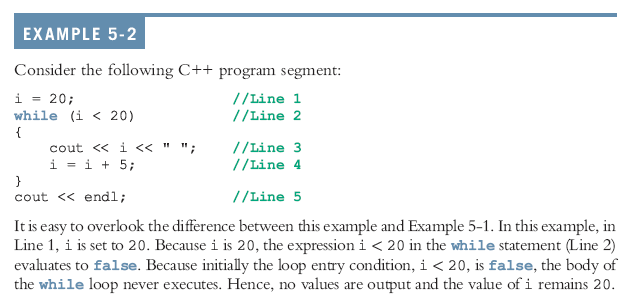 EXAMPLE 5-2
Consider the following C++ program segment:
i = 20; //Line 1
while (i < 20) //Line 2
{
cout << i << " "; //Line 3
i = i + 5; //Line 4
}
cout << endl; //Line 5
It is easy to overlook the difference between this example and Example 5-1. In this example, in
Line 1, i is set to 20. Because i is 20, the expression i < 20 in the while statement (Line 2)
evaluates to false. Because initially the loop entry condition, i < 20, is false, the body of
the while loop never executes. Hence, no values are output and the value of i remains 20.